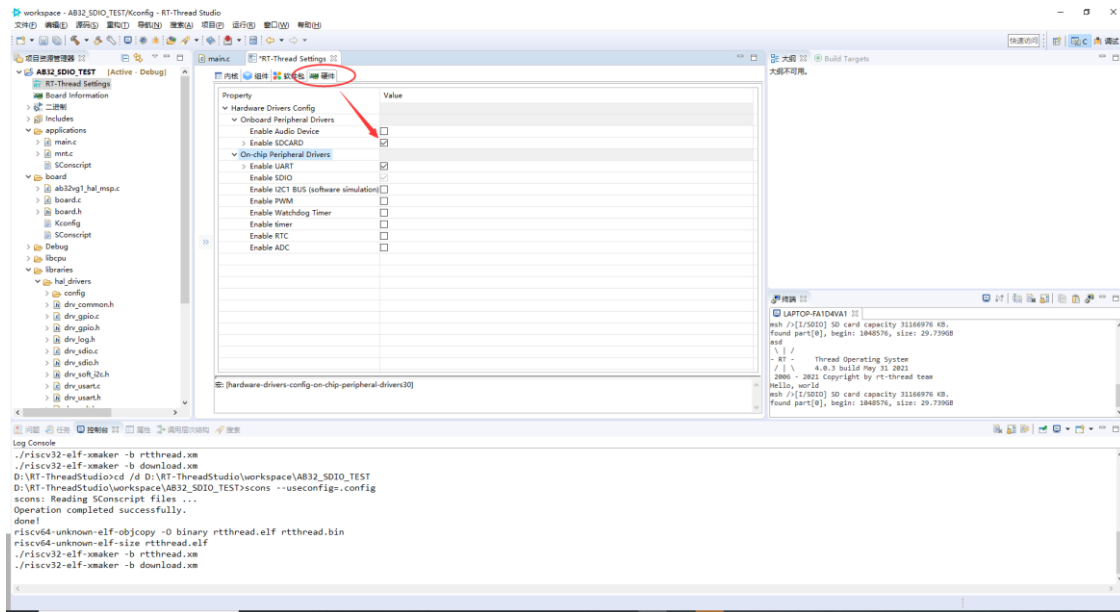 workspace - AB32_SDIO_TEST/Kconfig - RT-Thread Studio
文件(F) 编辑(E) 源码(S) 重构(T) 导航(N) 搜索(A) 项目(P) 运行(R) 窗口(W) 帮助(H)
快速访问 C 调试
项目资源管理器
AB32_SDIO_TEST [Active - Debug]
RT-Thread Settings
Board Information
二进制
Includes
applications
main.c
mnt.c
SConscript
board
ab32vg1_hal_msp.c
board.c
board.h
Kconfig
SConscript
Debug
libcpu
libraries
hal_drivers
config
drv_common.h
drv_gpio.c
drv_gpio.h
drv_log.h
drv_sdio.c
drv_sdio.h
drv_soft_i2c.h
drv_usart.c
drv_usart.h
main.c *RT-Thread Settings
内核 组件 软件包 硬件
Property Value
Hardware Drivers Config
Onboard Peripheral Drivers
Enable Audio Device
Enable SDCARD
On-chip Peripheral Drivers
Enable UART
Enable SDIO
Enable I2C1 BUS (software simulation)
Enable PWM
Enable Watchdog Timer
Enable timer
Enable RTC
Enable ADC
[hardware-drivers-config-on-chip-peripheral-drivers30]
大纲 Build Targets
大纲不可用。
终端
LAPTOP-FA1D4VA1
msh />[I/SDIO] SD card capacity 31166976 KB.
found part[0], begin: 1048576, size: 29.739GB
asd
\ | /
- RT - Thread Operating System
/ | \ 4.0.3 build May 31 2021
2006 - 2021 Copyright by rt-thread team
Hello, world
msh />[I/SDIO] SD card capacity 31166976 KB.
found part[0], begin: 1048576, size: 29.739GB
问题 任务 控制台 属性 调用层次结构 搜索
Log Console
./riscv32-elf-xmaker -b rtthread.xm
./riscv32-elf-xmaker -b download.xm
D:\RT-ThreadStudio>cd /d D:\RT-ThreadStudio\workspace\AB32_SDIO_TEST
D:\RT-ThreadStudio\workspace\AB32_SDIO_TEST>scons --useconfig=.config
scons: Reading SConscript files ...
Operation completed successfully.
done!
riscv64-unknown-elf-objcopy -O binary rtthread.elf rtthread.bin
riscv64-unknown-elf-size rtthread.elf
./riscv32-elf-xmaker -b rtthread.xm
./riscv32-elf-xmaker -b download.xm